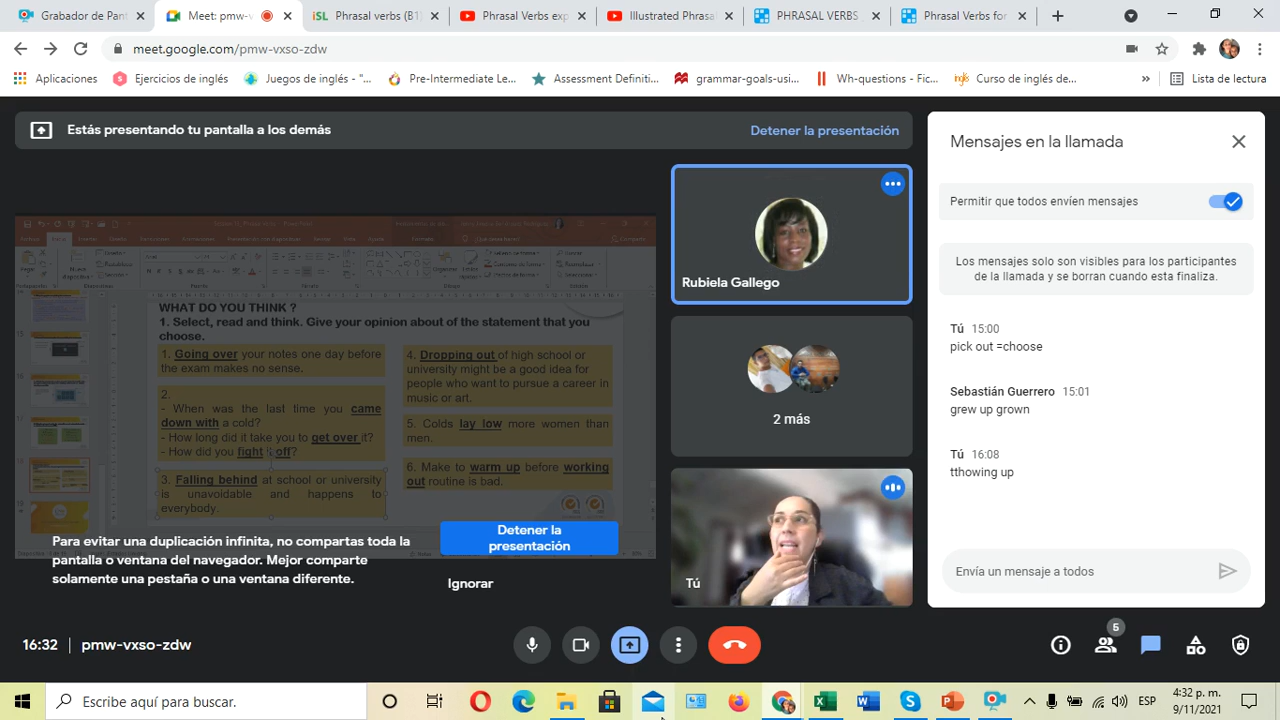 Grabador de Pant
Meet: pmw-v
Phrasal verbs (B1)
Phrasal Verbs exp
Illustrated Phrasal
PHRASAL VERBS
Phrasal Verbs for
meet.google.com/pmw-vxso-zdw
Aplicaciones
Ejercicios de inglés
Juegos de inglés - "...
Pre-Intermediate Le...
Assessment Definiti...
grammar-goals-usi...
Wh-questions - Fic...
Curso de inglés de...
»
Lista de lectura
Estás presentando tu pantalla a los demás
Detener la presentación
WHAT DO YOU THINK ?
1. Select, read and think. Give your opinion about of the statement that you
choose.
1. Going over your notes one day before
the exam makes no sense.
2.
- When was the last time you came
down with a cold?
- How long did it take you to get over it?
- How did you fight it off?
3. Falling behind at school or university
is unavoidable and happens to
everybody.
4. Dropping out of high school or
university might be a good idea for
people who want to pursue a career in
music or art.
5. Colds lay low more women than
men.
6. Make to warm up before working
out routine is bad.
Para evitar una duplicación infinita, no compartas toda la
pantalla o ventana del navegador. Mejor comparte
solamente una pestaña o una ventana diferente.
Detener la
presentación
Ignorar
Rubiela Gallego
2 más
Tú
Mensajes en la llamada
Permitir que todos envíen mensajes
Los mensajes solo son visibles para los participantes
de la llamada y se borran cuando esta finaliza.
Tú 15:00
pick out =choose
Sebastián Guerrero 15:01
grew up grown
Tú 16:08
tthowing up
Envía un mensaje a todos
16:32 | pmw-vxso-zdw
5
Escribe aquí para buscar.
ESP
4:32 p. m.
9/11/2021